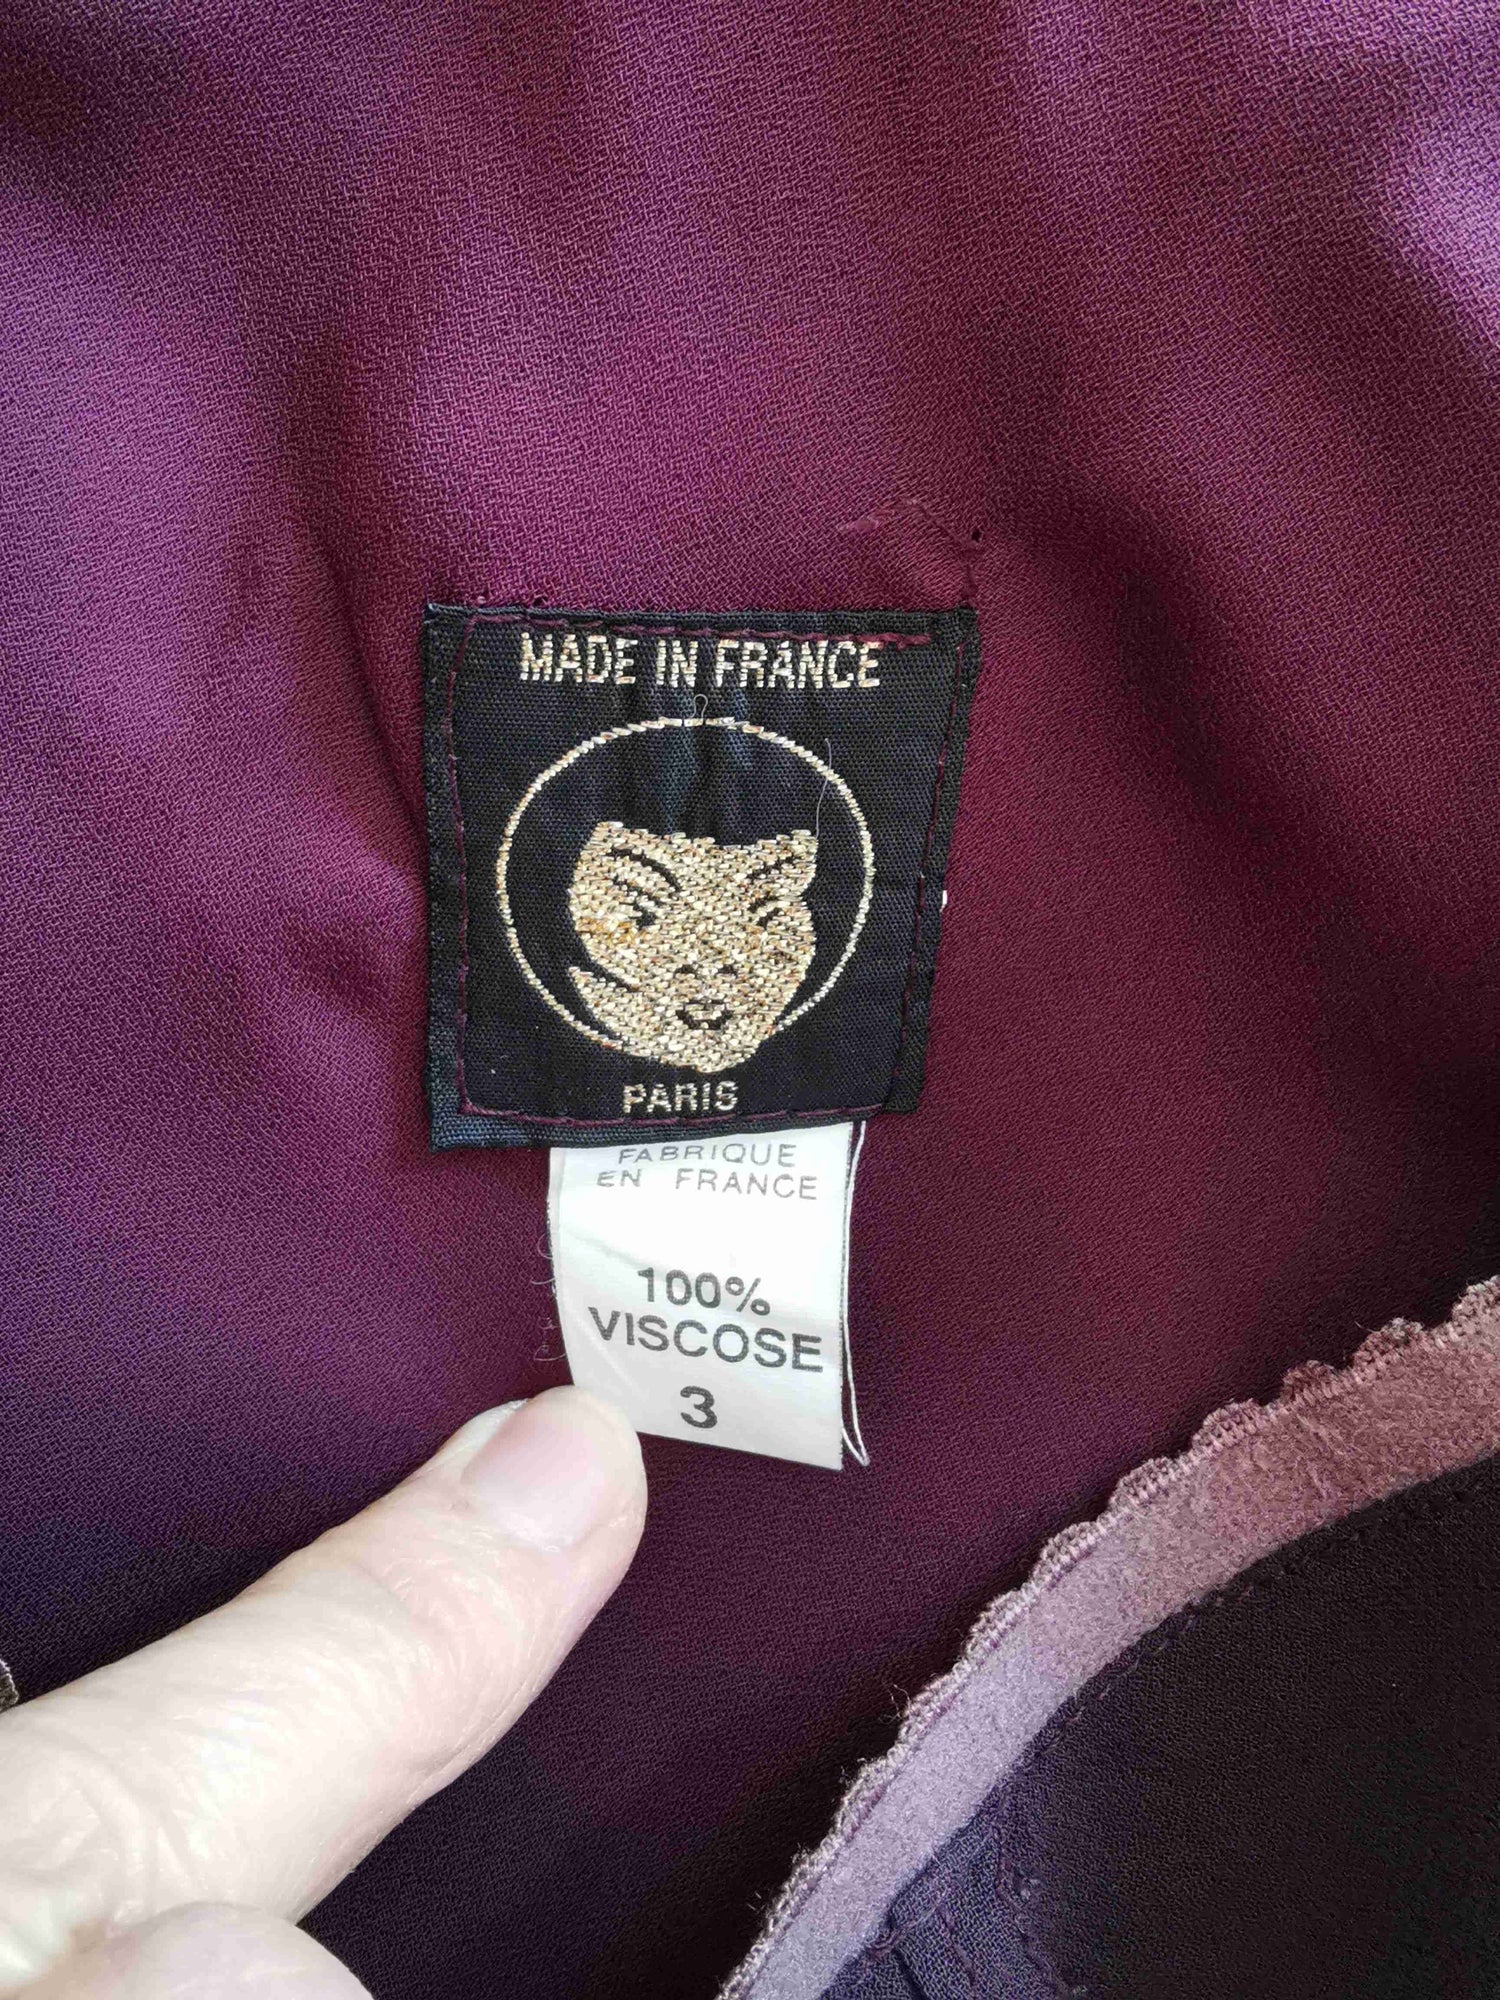 MADE IN FRANCE
PARIS
FABRIQUE
EN FRANCE
100%
VISCOSE
3